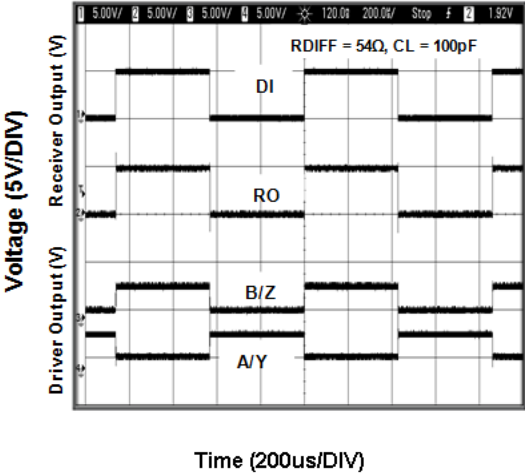 1 5.00V/ 2 5.00V/ 3 5.00V/ 4 5.00V/ 120.0s 200.0s/ Stop 2 1.92V
RDIFF = 54Ω, CL = 100pF
DI
RO
B/Z
A/Y
Voltage (5V/DIV)
Receiver Output (V)
Driver Output (V)
Time (200us/DIV)